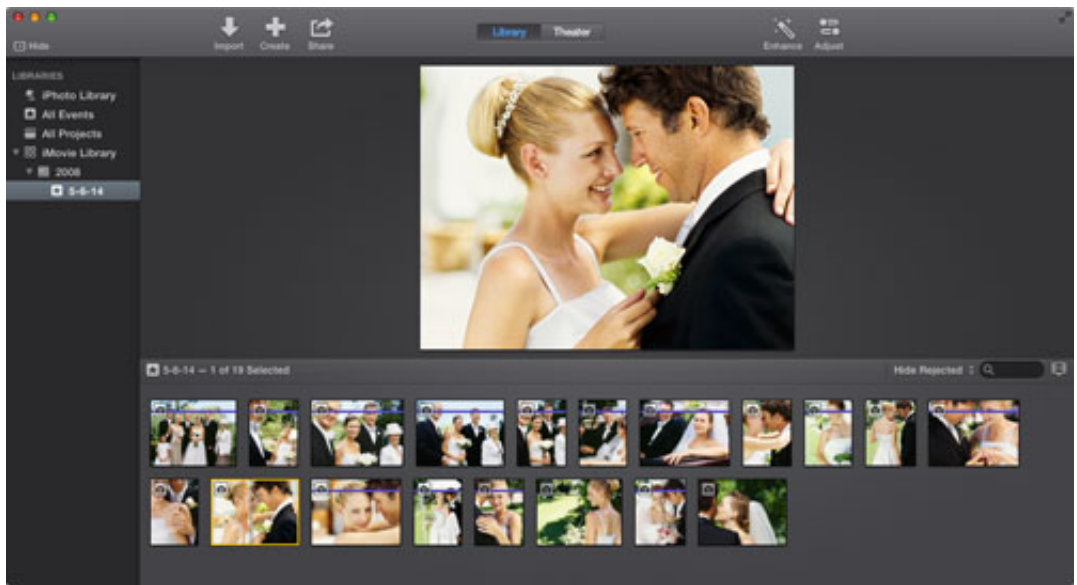 Hide
Import
Create
Share
Library
Theater
Enhance
Adjust
LIBRARIES
iPhoto Library
All Events
All Projects
iMovie Library
2008
5-6-14
5-6-14 — 1 of 19 Selected
Hide Rejected